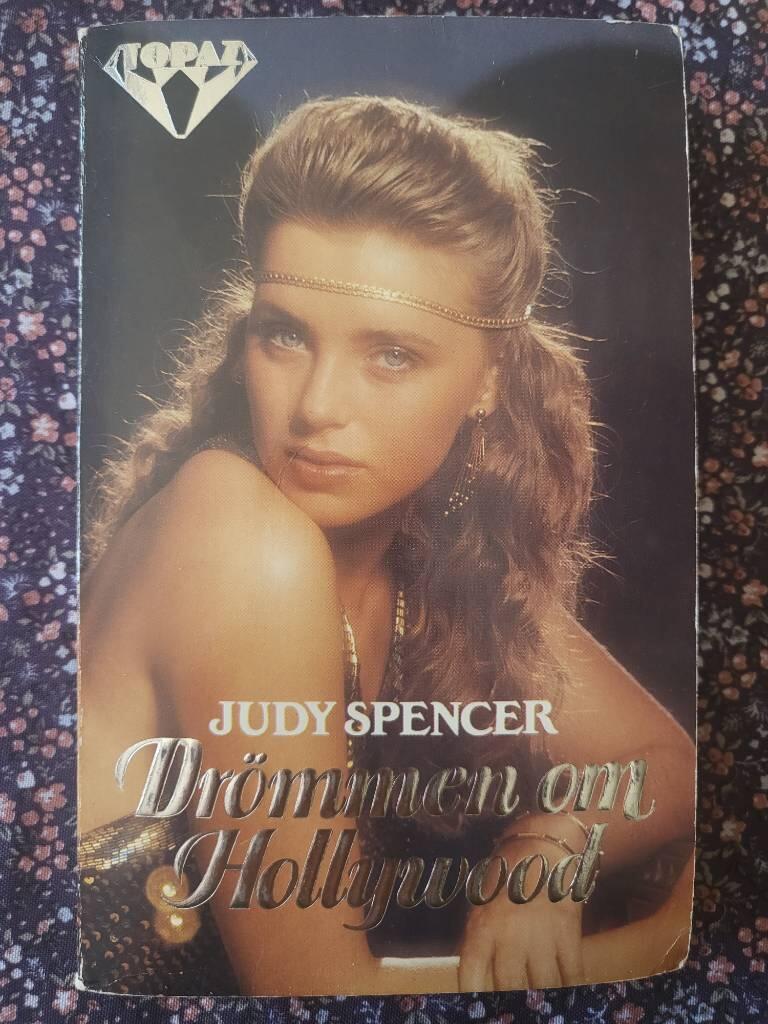 TOPAZ
JUDY SPENCER
Drömmen om
Hollywood